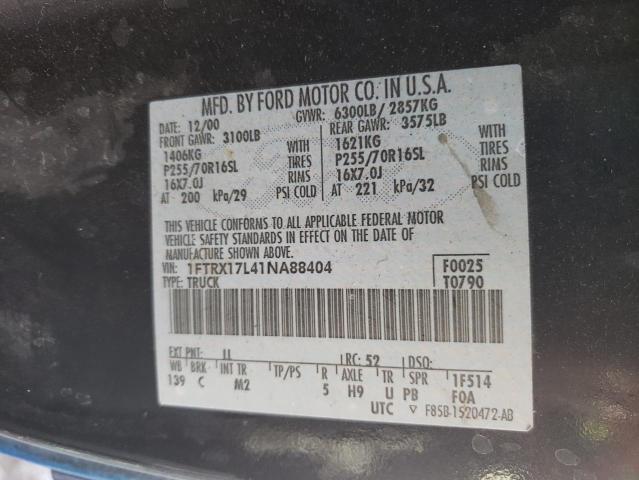 MFD. BY FORD MOTOR CO. IN U.S.A.
DATE: 12/00 GVWR: 6300LB / 2857KG
FRONT GAWR: 3100LB REAR GAWR: 3575LB
1406KG WITH 1621KG WITH
P255/70R16SL TIRES P255/70R16SL TIRES
16X7.0J RIMS 16X7.0J RIMS
AT 200 kPa/29 PSI COLD AT 221 kPa/32 PSI COLD
THIS VEHICLE CONFORMS TO ALL APPLICABLE FEDERAL MOTOR
VEHICLE SAFETY STANDARDS IN EFFECT ON THE DATE OF
MANUFACTURE SHOWN ABOVE.
1FTRX17L41NA88404 F0025
TYPE: TRUCK T0790
EXT PNT: LL RC: 52 DSO:
WB BRK INT TR TP/PS R AXLE TR SPR 1F514
139 C M2 5 H9 U PB F0A
UTC ▽ F85B-1520472-AB